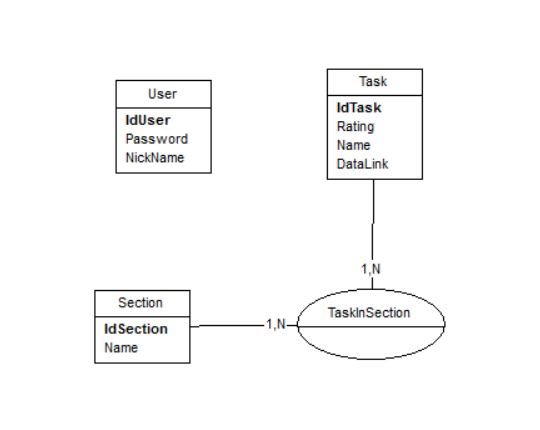 User
IdUser
Password
NickName
Task
IdTask
Rating
Name
DataLink
1,N
Section
IdSection
Name
1,N
TaskInSection